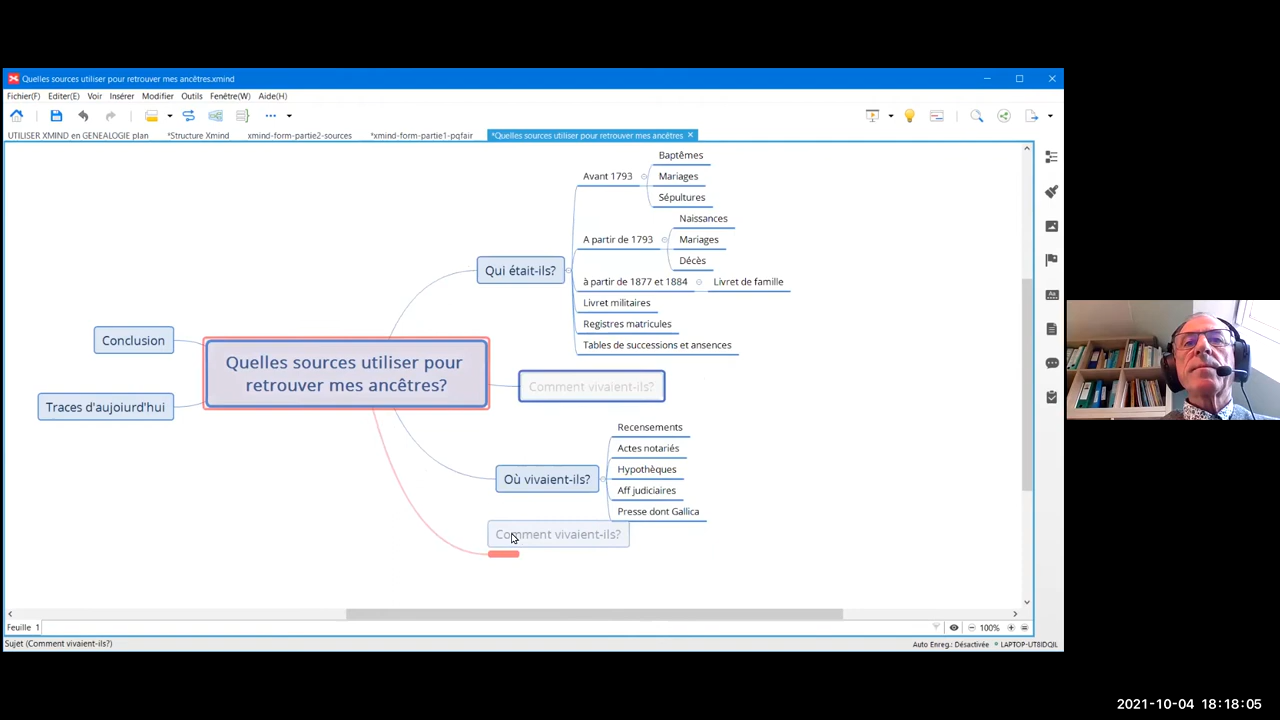 Quelles sources utiliser pour retrouver mes ancêtres.xmind
Fichier(F) Editer(E) Voir Insérer Modifier Outils Fenêtre(W) Aide(H)
UTILISER XMIND en GENEALOGIE plan *Structure Xmind xmind-form-partie2-sources *xmind-form-partie1-pqfair *Quelles sources utiliser pour retrouver mes ancêtres
Baptêmes
Avant 1793
Mariages
Sépultures
Naissances
A partir de 1793
Mariages
Décès
Qui était-ils?
à partir de 1877 et 1884
Livret de famille
Livret militaires
Registres matricules
Tables de successions et ansences
Conclusion
Quelles sources utiliser pour
retrouver mes ancêtres?
Comment vivaient-ils?
Traces d'aujoiurd'hui
Recensements
Actes notariés
Hypothèques
Où vivaient-ils?
Aff judiciaires
Presse dont Gallica
Comment vivaient-ils?
Feuille 1
100%
Sujet (Comment vivaient-ils?)
Auto Enreg.: Désactivée
LAPTOP-UT8IDQIL
2021-10-04 18:18:05